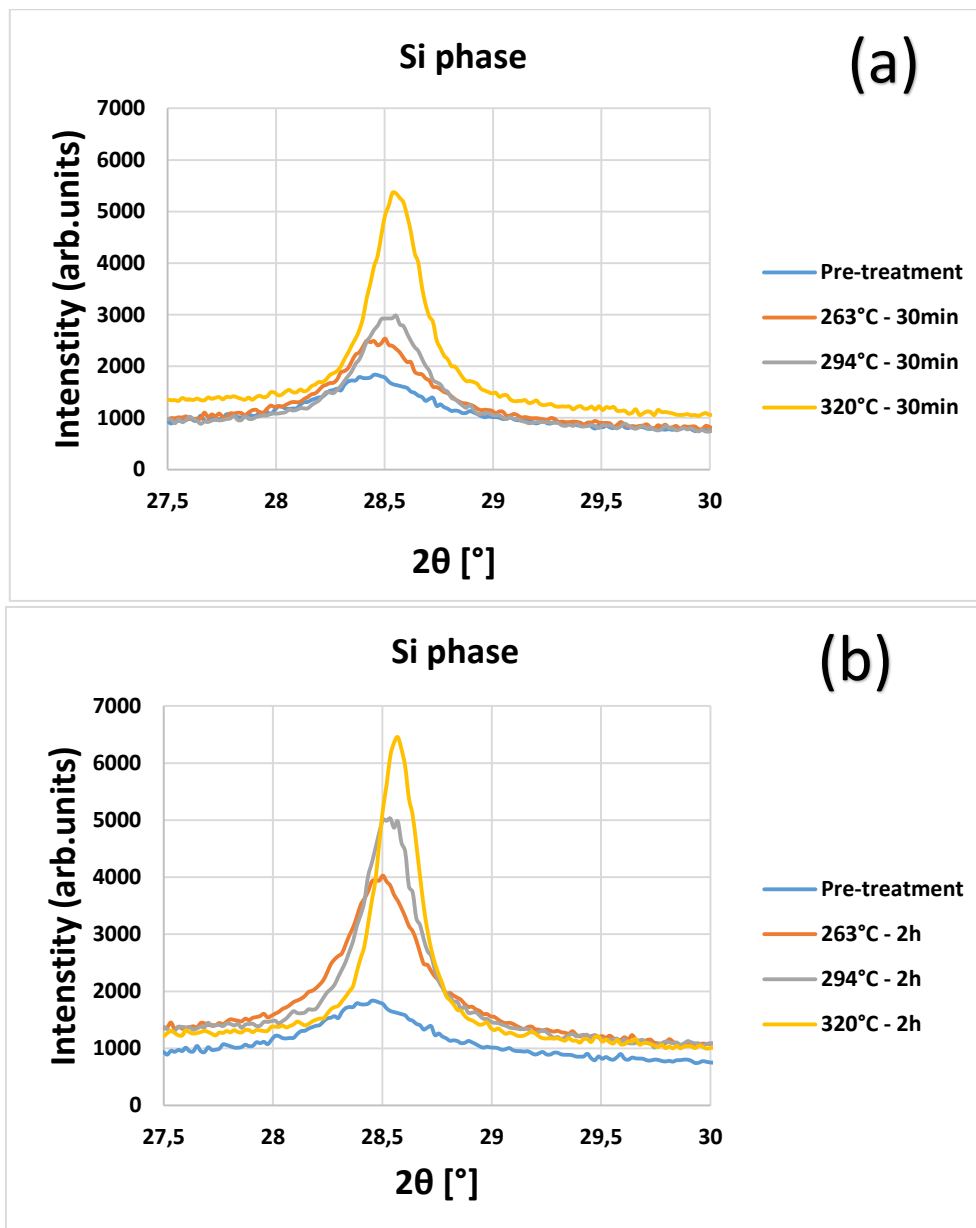 Si phase
(a)
Intenstity (arb.units)
7000
6000
5000
4000
3000
2000
1000
0
27,5 28 28,5 29 29,5 30
2θ [°]
Pre-treatment
263°C - 30min
294°C - 30min
320°C - 30min
Si phase
(b)
Intenstity (arb.units)
7000
6000
5000
4000
3000
2000
1000
0
27,5 28 28,5 29 29,5 30
2θ [°]
Pre-treatment
263°C - 2h
294°C - 2h
320°C - 2h